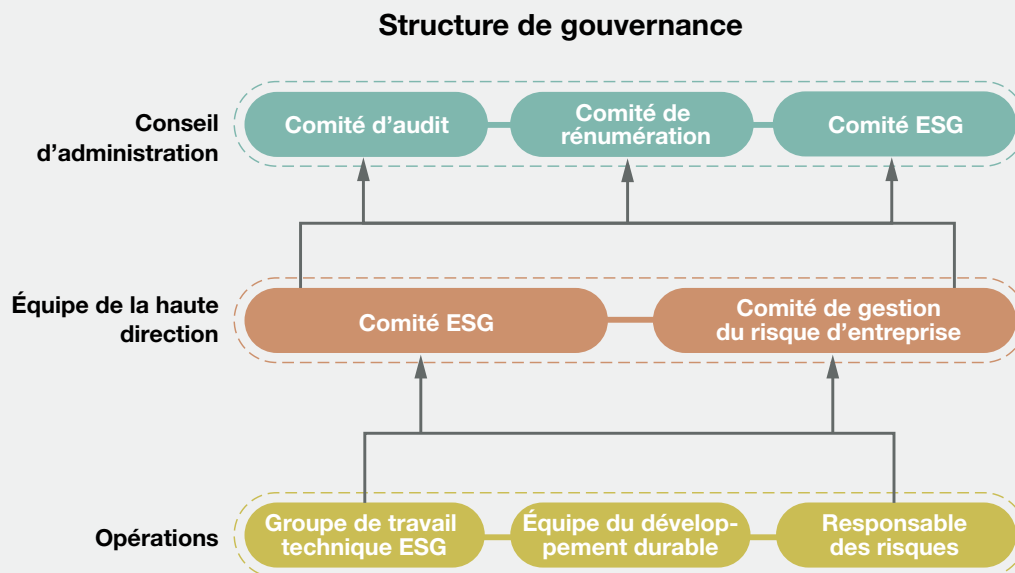 Structure de gouvernance
Conseil
d'administration
Comité d'audit
Comité de
rénumération
Comité ESG
Équipe de la haute
direction
Comité ESG
Comité de gestion
du risque d'entreprise
Opérations
Groupe de travail
technique ESG
Équipe du dévelop-
pement durable
Responsable
des risques